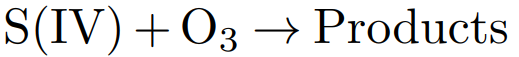 S(IV) + O₃ → Products